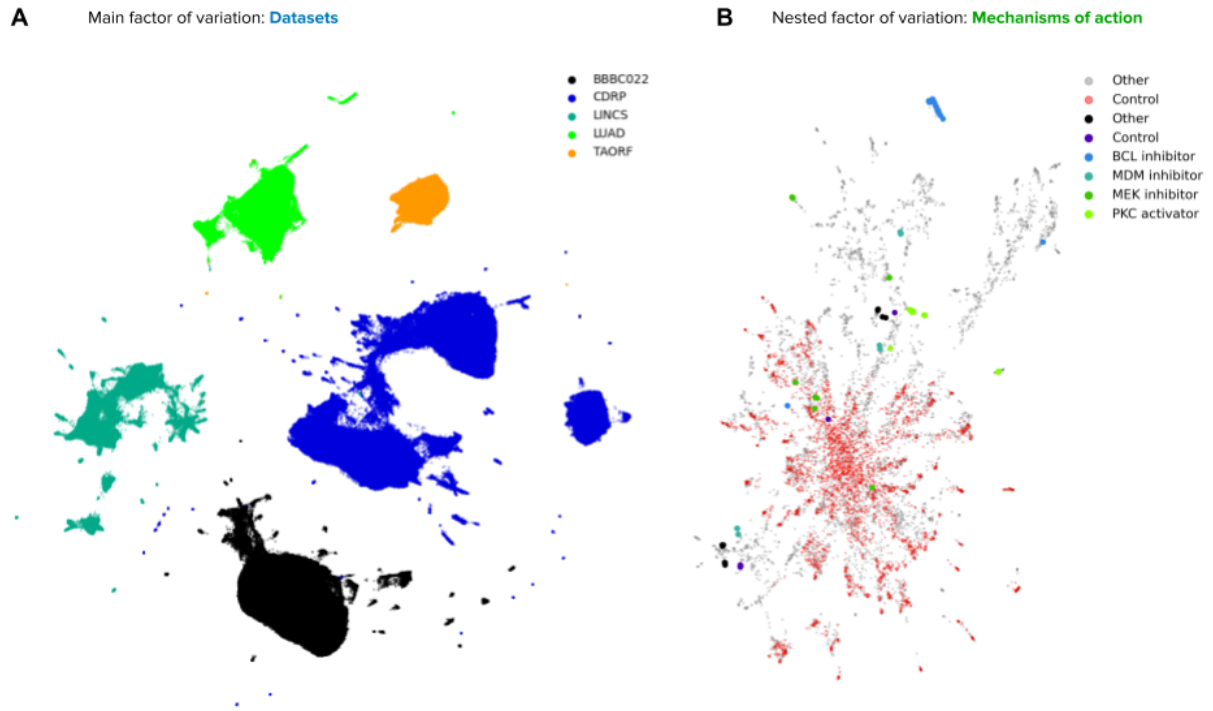 A
Main factor of variation: Datasets
BBBC022
CDRP
LINCS
LUAD
TAORF
B
Nested factor of variation: Mechanisms of action
Other
Control
Other
Control
BCL inhibitor
MDM inhibitor
MEK inhibitor
PKC activator